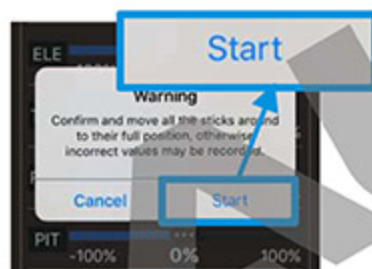 Start
ELE
Warning
Confirm and move all the sticks around
to their full position, otherwise
incorrect values may be recorded.
Cancel Start
PIT
-100% 0% 100%